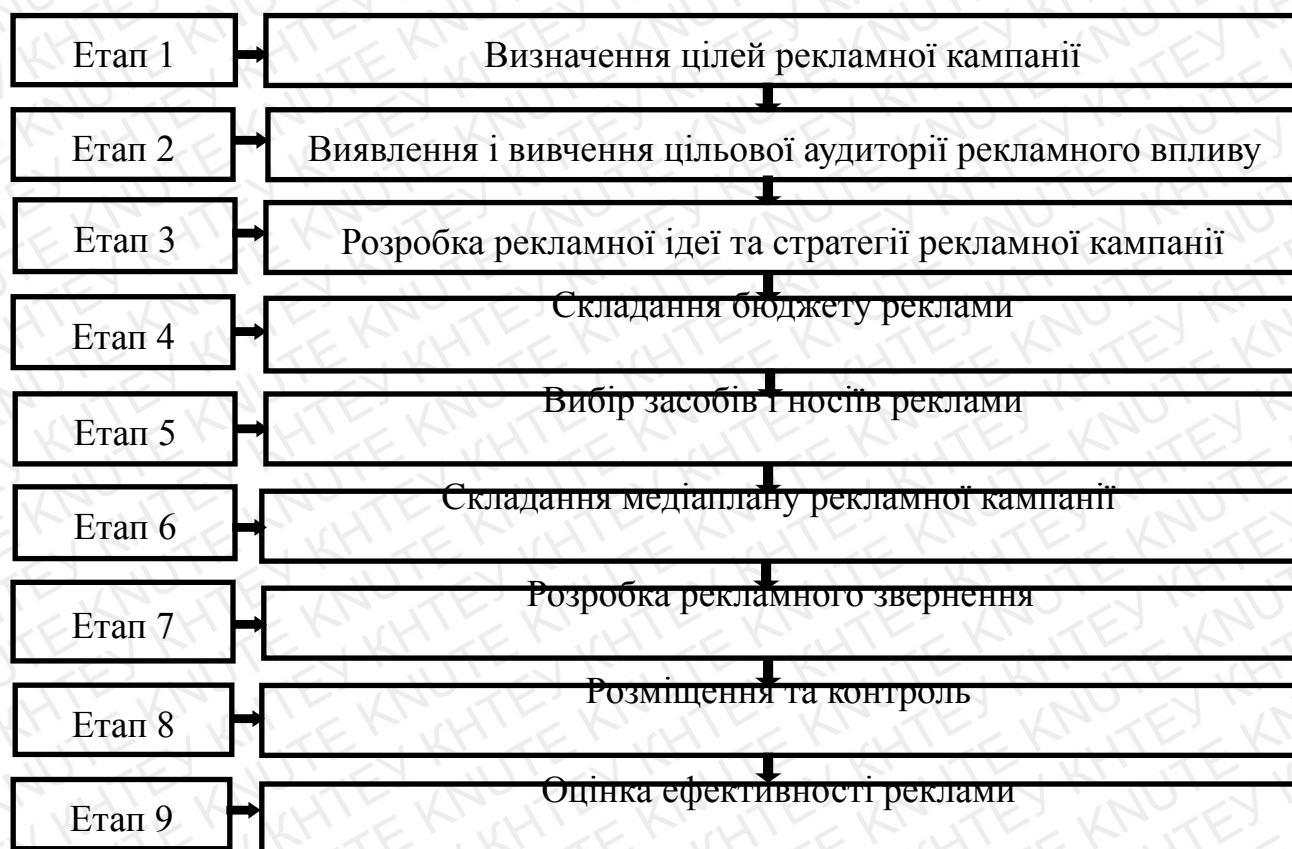 Етап 1
Визначення цілей рекламної кампанії
Етап 2
Виявлення і вивчення цільової аудиторії рекламного впливу
Етап 3
Розробка рекламної ідеї та стратегії рекламної кампанії
Етап 4
Складання бюджету реклами
Етап 5
Вибір засобів і носіїв реклами
Етап 6
Складання медіаплану рекламної кампанії
Етап 7
Розробка рекламного звернення
Етап 8
Розміщення та контроль
Етап 9
Оцінка ефективності реклами